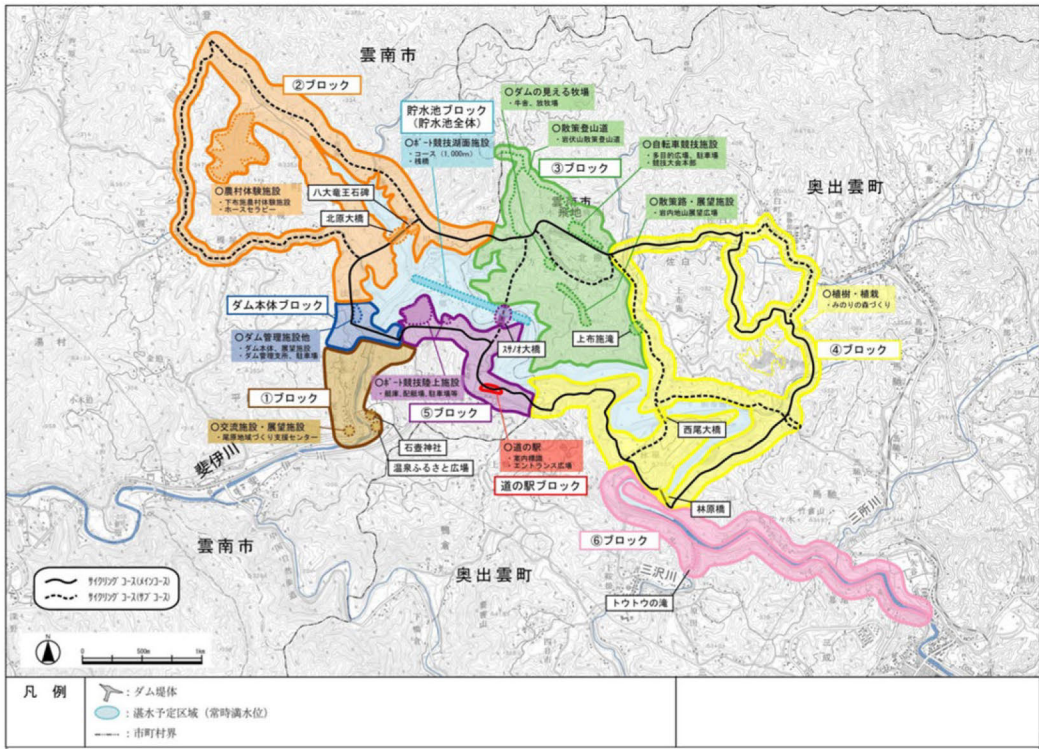 雲南市
②ブロック
貯水池ブロック
(貯水池全体)
○ボート競技湖面施設
・コース（1,000m）
・桟橋
○ダムの見える牧場
・牛舎、放牧場
○散策登山道
・岩伏山散策登山道
③ブロック
○自転車競技施設
・多目的広場、駐車場
・競技大会本部
奥出雲町
○農村体験施設
・下布施農村体験施設
・ホースセラピー
八大竜王石碑
北原大橋
雲南市
飛地
○散策路・展望施設
・岩内地山展望広場
ダム本体ブロック
○ダム管理施設他
・ダム本体、展望施設
・ダム管理支所、駐車場
○植樹・植栽
・みのりの森づくり
④ブロック
上布施滝
スサノオ大橋
○ボート競技陸上施設
・艇庫、配艇場、駐車場等
①ブロック
⑤ブロック
○交流施設・展望施設
・尾原地域づくり支援センター
西尾大橋
石壺神社
温泉ふるさと広場
○道の駅
・案内標識
・エントランス広場
道の駅ブロック
斐伊川
林原橋
三所川
⑥ブロック
雲南市
奥出雲町
三沢川
トウトウの滝
サイクリングコース(メインコース)
サイクリングコース(サブコース)
N
0 500m 1km
凡 例
：ダム堤体
：湛水予定区域（常時満水位）
：市町村界